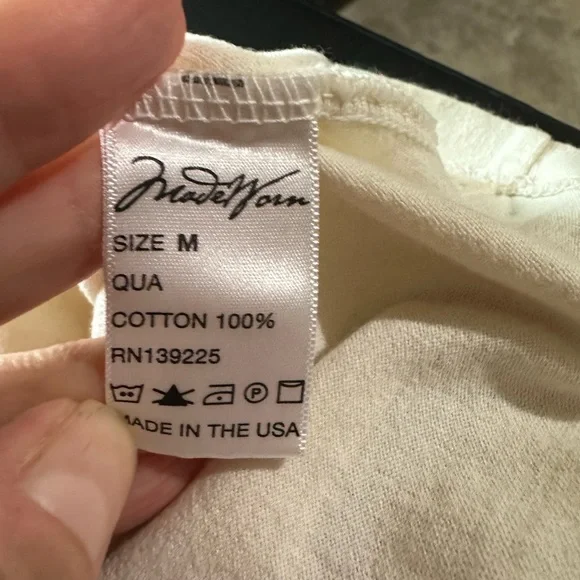 MadeWorn
SIZE M
QUA
COTTON 100%
RN139225
P
MADE IN THE USA